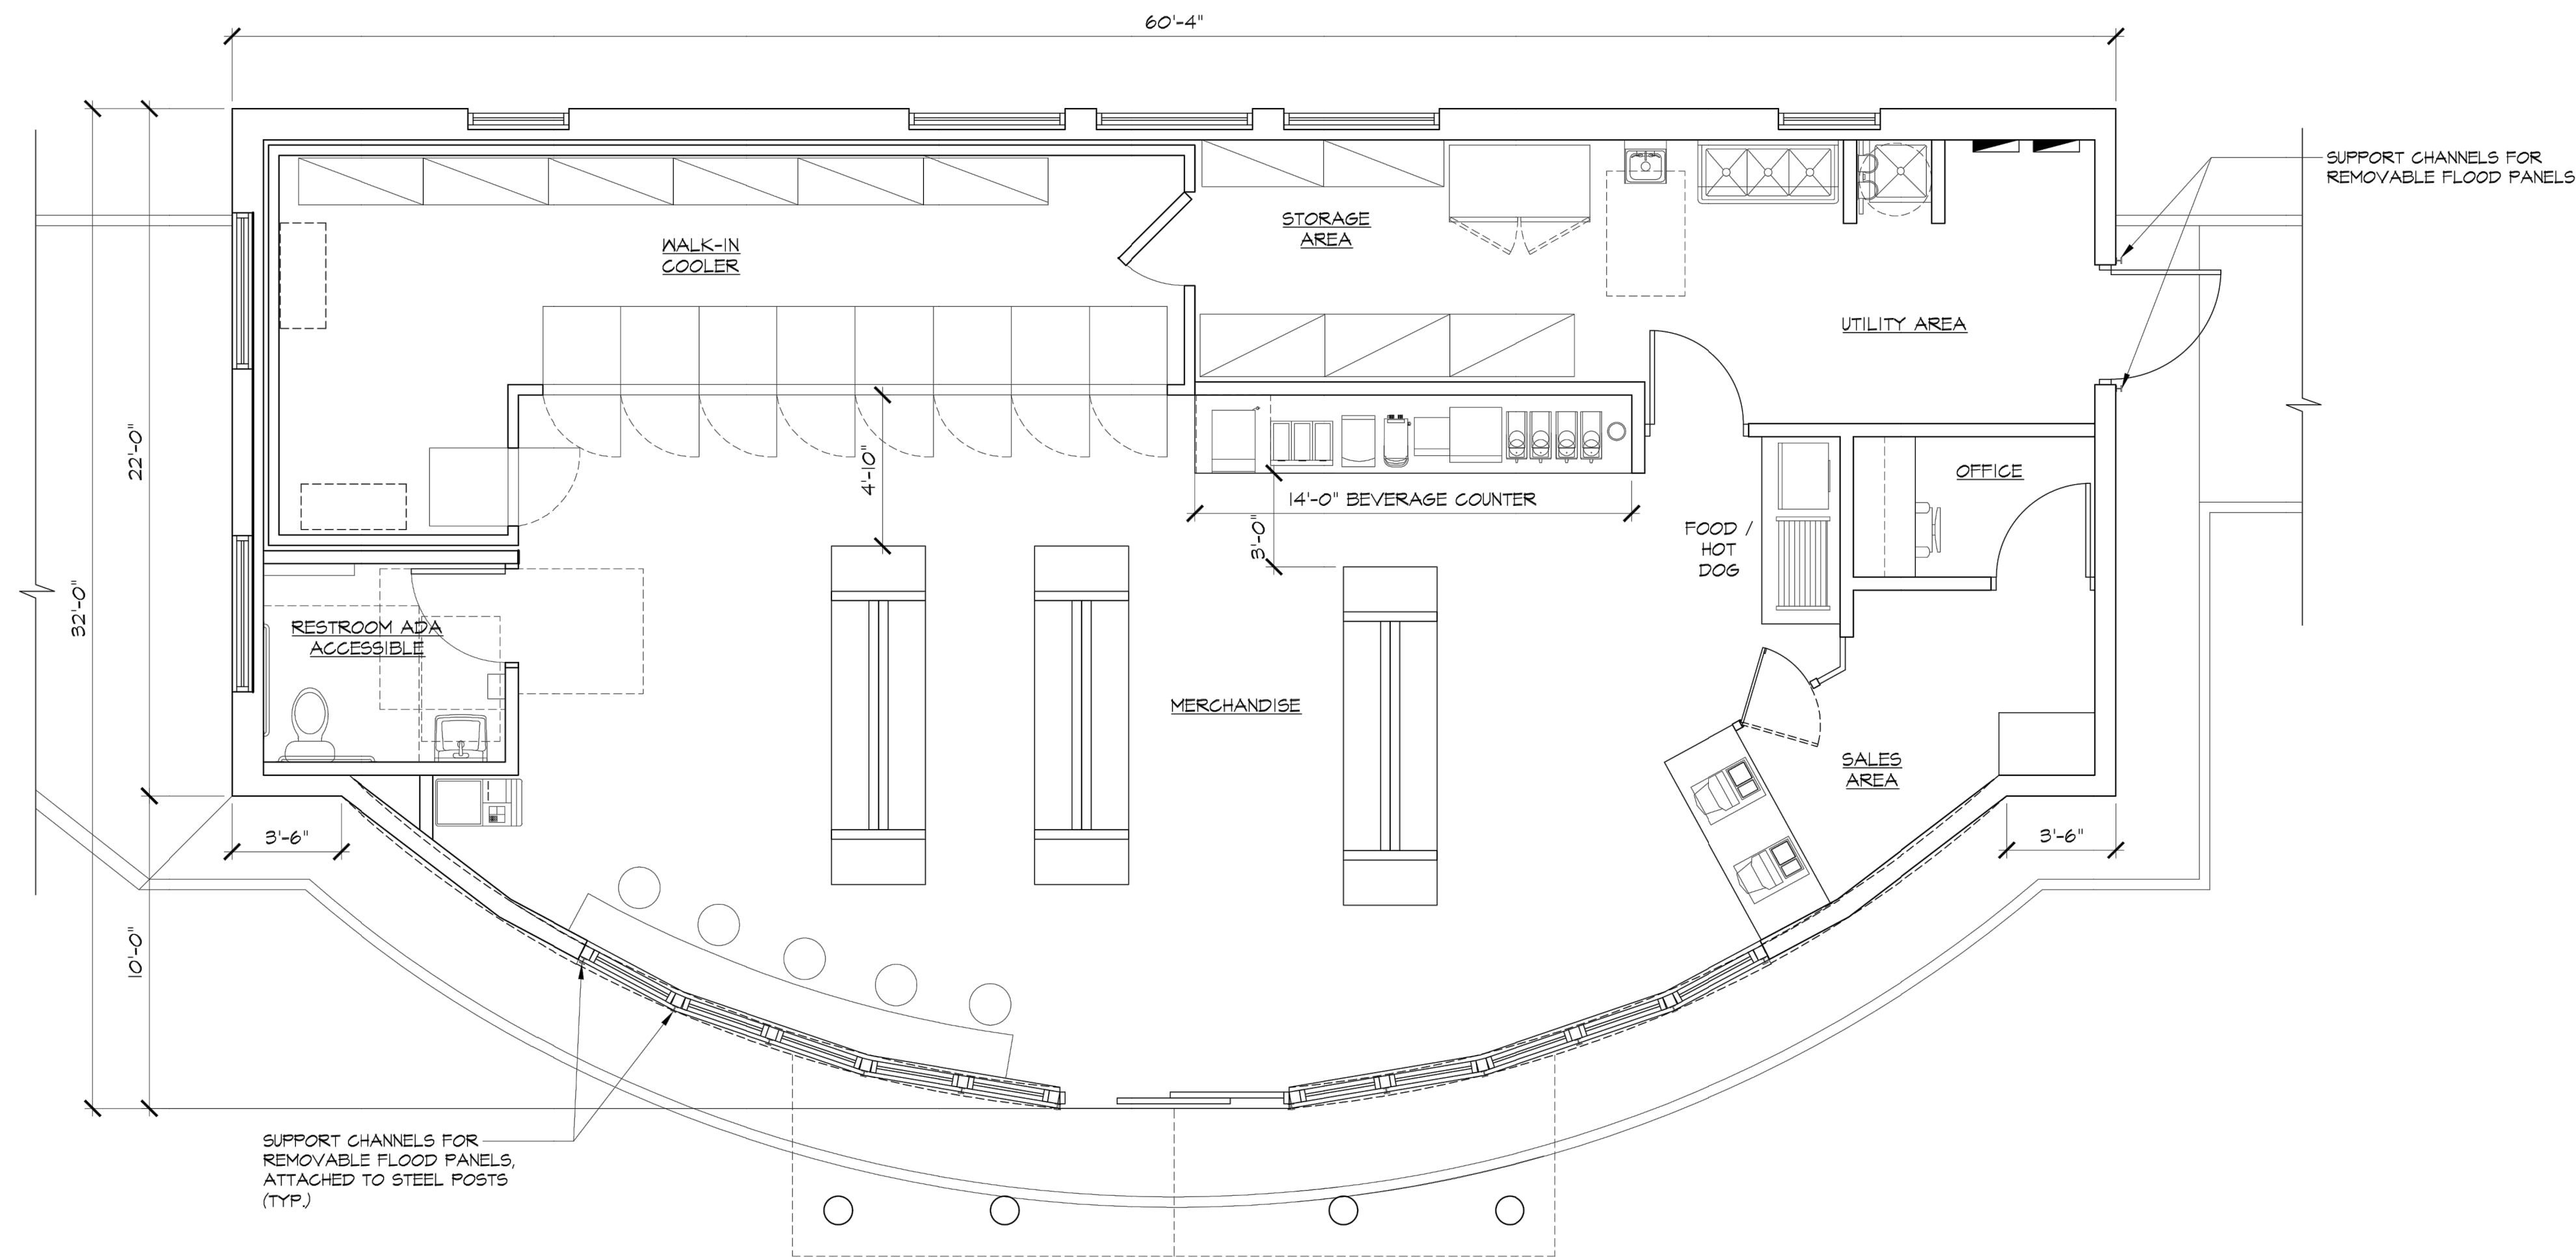 60'-4"
SUPPORT CHANNELS FOR
REMOVABLE FLOOD PANELS
WALK-IN
COOLER
STORAGE
AREA
UTILITY AREA
22'-0"
32'-0"
10'-0"
4'-10"
14'-0" BEVERAGE COUNTER
3'-0"
OFFICE
FOOD /
HOT
DOG
RESTROOM ADA
ACCESSIBLE
MERCHANDISE
SALES
AREA
3'-6"
3'-6"
SUPPORT CHANNELS FOR
REMOVABLE FLOOD PANELS,
ATTACHED TO STEEL POSTS
(TYP.)